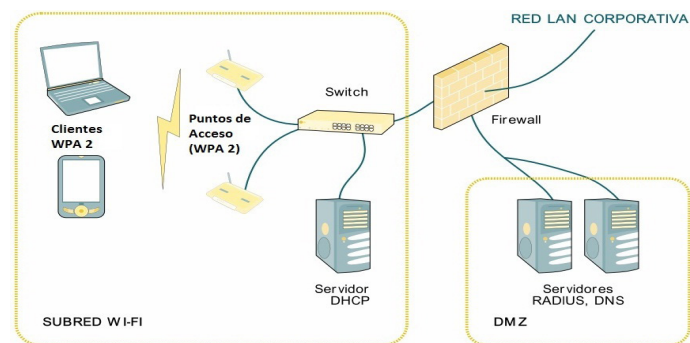 RED LAN CORPORATIVA
Switch
Firewall
Clientes
WPA 2
Puntos de
Acceso
(WPA 2)
Servidor
DHCP
Servidores
RADIUS, DNS
SUBRED WI-FI
DMZ